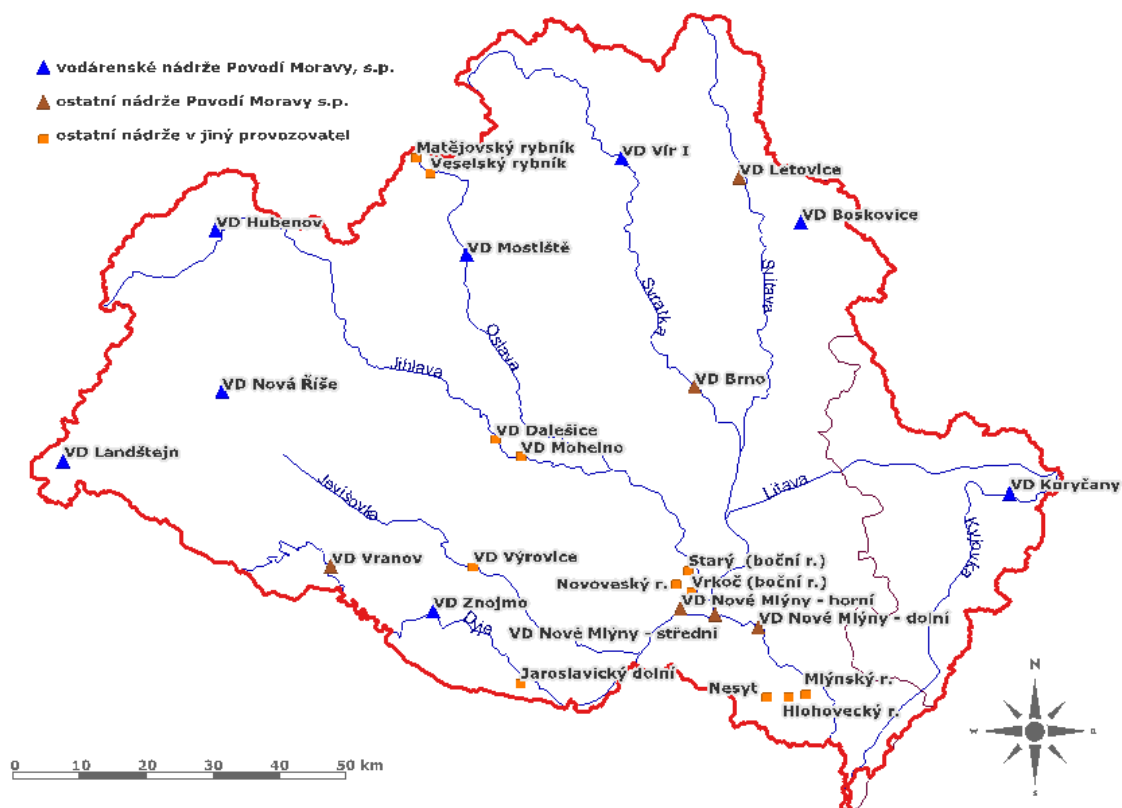 vodárenské nádrže Povodí Moravy, s.p.
ostatní nádrže Povodí Moravy s.p.
ostatní nádrže v jiný provozovatel
Matějovský rybník
Veselský rybník
VD Vír I
VD Letovice
VD Boskovice
VD Hubenov
VD Mostiště
Svratka
Svitava
Oslava
Jihlava
VD Brno
VD Nová Říše
VD Dalešice
VD Mohelno
VD Landštejn
Jevišovka
Litava
VD Koryčany
Kyjovka
VD Vranov
VD Výrovice
Starý (boční r.)
Novoveský r.
Vrkoč (boční r.)
VD Nové Mlýny - horní
VD Znojmo
VD Nové Mlýny - dolní
Dyje
VD Nové Mlýny - střední
Jaroslavický dolní
Nesyt
Mlýnský r.
Hlohovecký r.
N
w
s
0 10 20 30 40 50 km